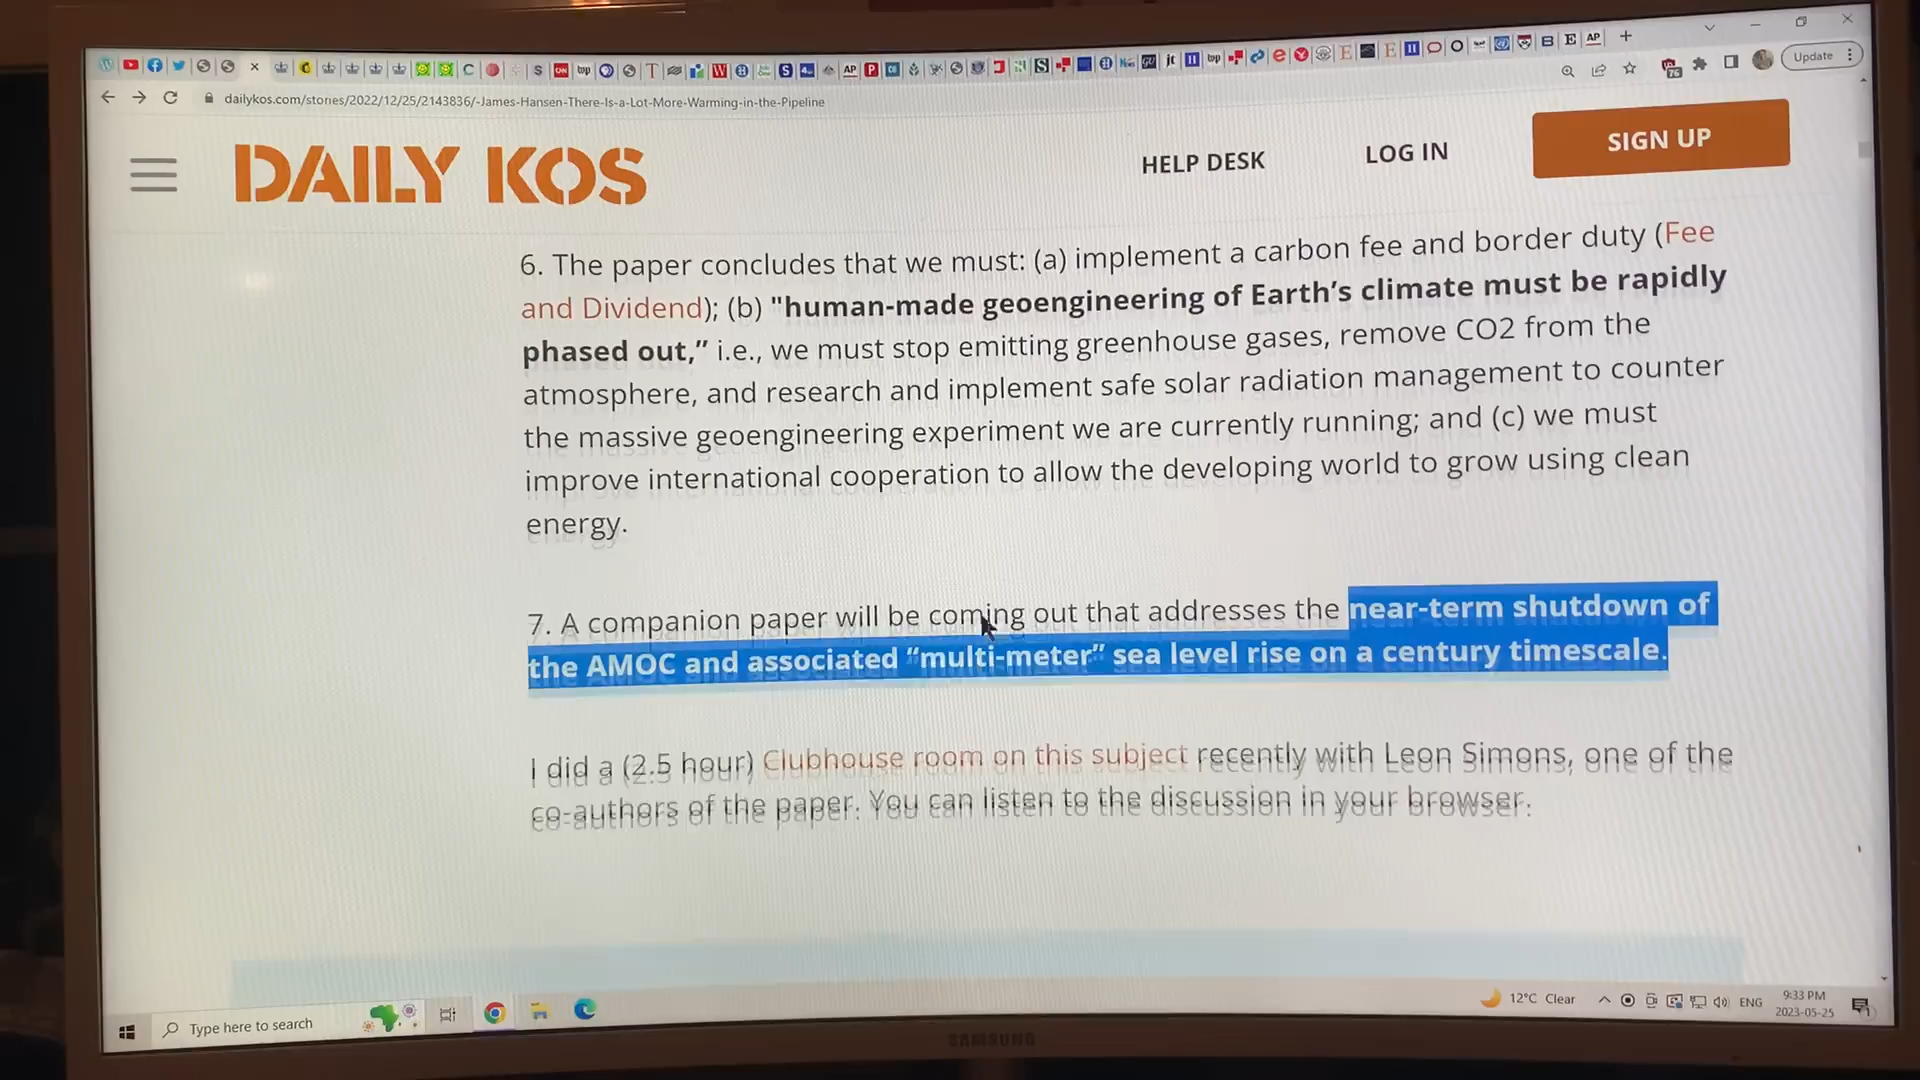 Update
dailykos.com/stories/2022/12/25/2143836/-James-Hansen-There-Is-a-Lot-More-Warming-in-the-Pipeline
DAILY KOS
HELP DESK
LOG IN
SIGN UP
6. The paper concludes that we must: (a) implement a carbon fee and border duty (Fee
and Dividend); (b) "human-made geoengineering of Earth’s climate must be rapidly
phased out,” i.e., we must stop emitting greenhouse gases, remove CO2 from the
atmosphere, and research and implement safe solar radiation management to counter
the massive geoengineering experiment we are currently running; and (c) we must
improve international cooperation to allow the developing world to grow using clean
energy.
7. A companion paper will be coming out that addresses the near-term shutdown of
the AMOC and associated “multi-meter” sea level rise on a century timescale.
I did a (2.5 hour) Clubhouse room on this subject recently with Leon Simons, one of the
co-authors of the paper. You can listen to the discussion in your browser.
Type here to search
12°C Clear
ENG
9:33 PM
2023-05-25
SAMSUNG